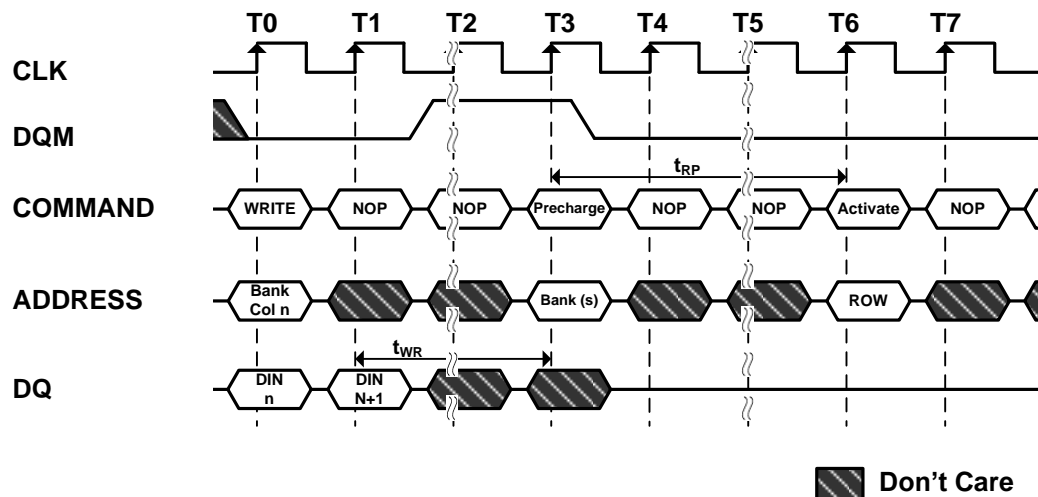 T0 T1 T2 T3 T4 T5 T6 T7
CLK
DQM
tRP
COMMAND WRITE NOP NOP Precharge NOP NOP Activate NOP
ADDRESS Bank Col n Bank (s) ROW
tWR
DQ DIN n DIN N+1
Don't Care